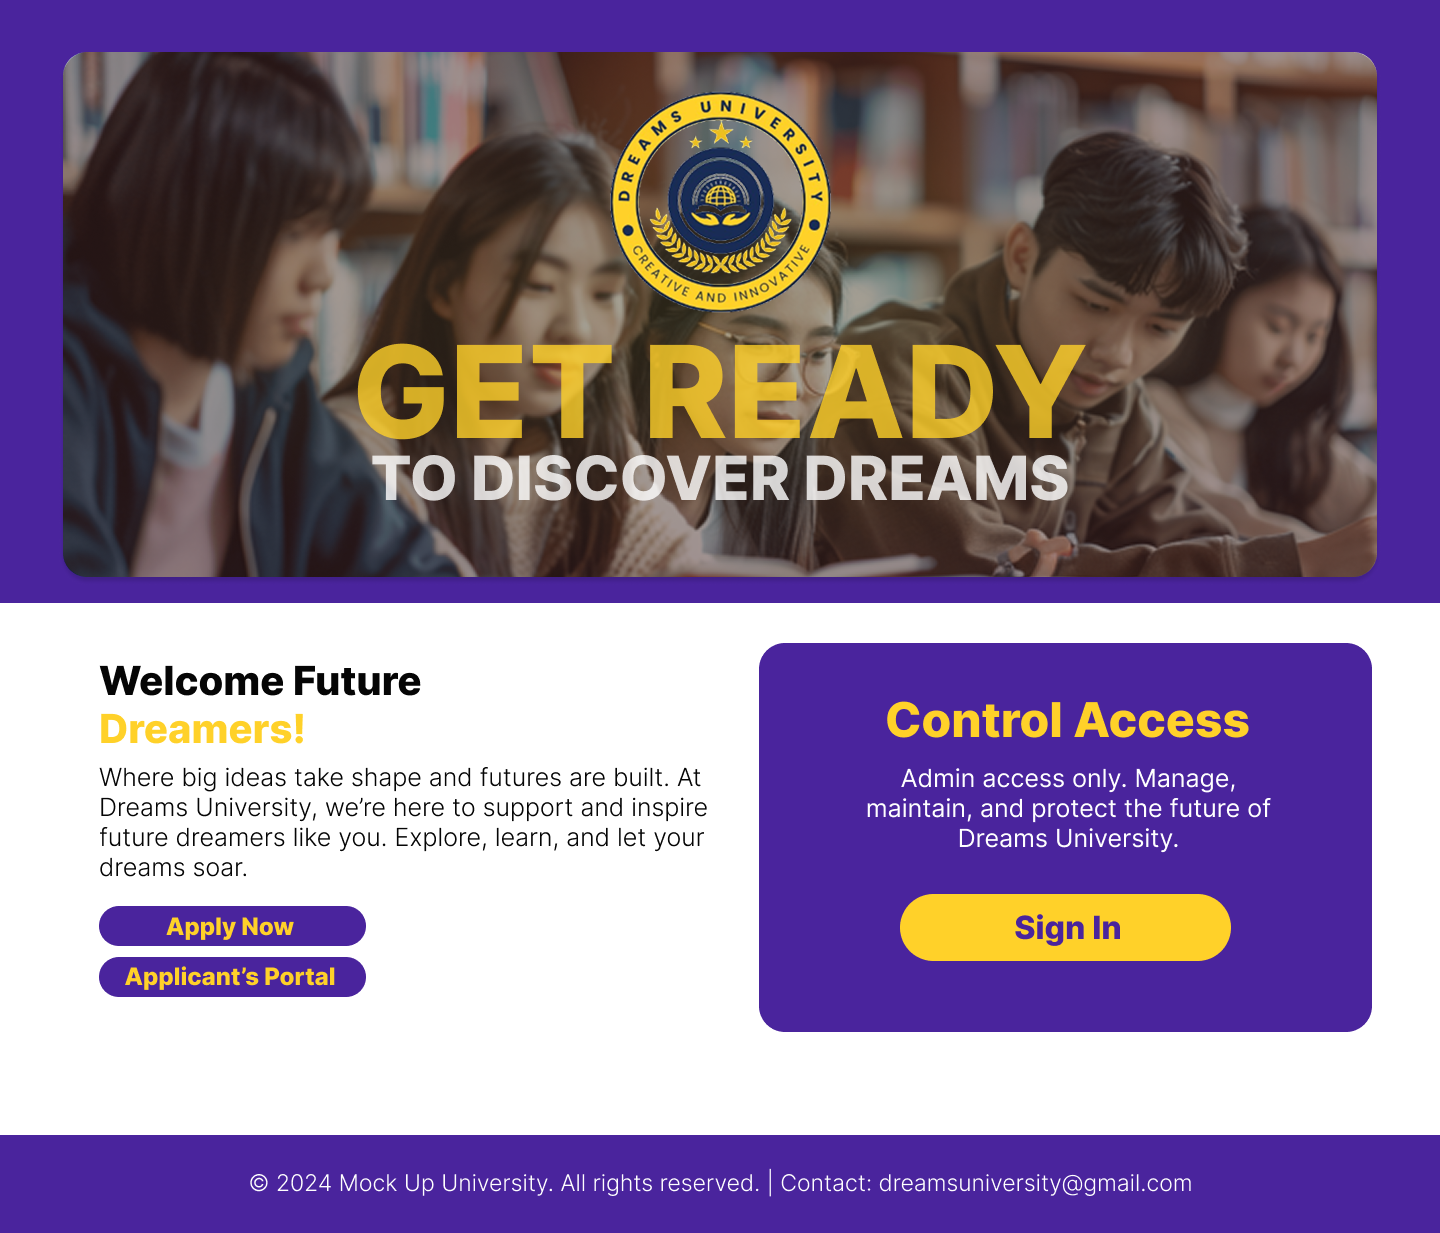 DREAMS UNIVERSITY
CREATIVE AND INNOVATIVE
GET READY
TO DISCOVER DREAMS
Welcome Future
Dreamers!
Where big ideas take shape and futures are built. At
Dreams University, we’re here to support and inspire
future dreamers like you. Explore, learn, and let your
dreams soar.
Apply Now
Applicant’s Portal
Control Access
Admin access only. Manage,
maintain, and protect the future of
Dreams University.
Sign In
© 2024 Mock Up University. All rights reserved. | Contact: dreamsuniversity@gmail.com